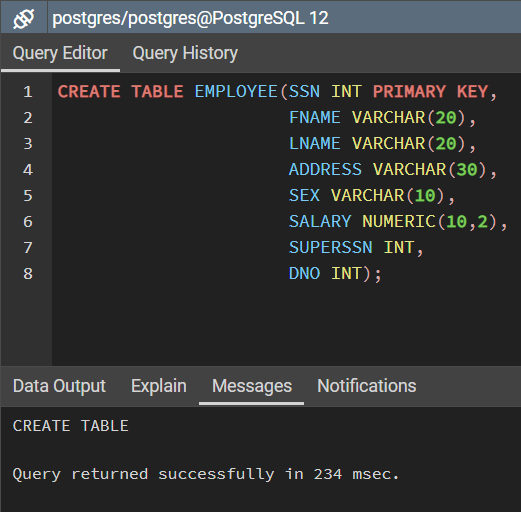 postgres/postgres@PostgreSQL 12
Query Editor Query History
1 CREATE TABLE EMPLOYEE(SSN INT PRIMARY KEY,
2 FNAME VARCHAR(20),
3 LNAME VARCHAR(20),
4 ADDRESS VARCHAR(30),
5 SEX VARCHAR(10),
6 SALARY NUMERIC(10,2),
7 SUPERSSN INT,
8 DNO INT);
Data Output Explain Messages Notifications
CREATE TABLE
Query returned successfully in 234 msec.